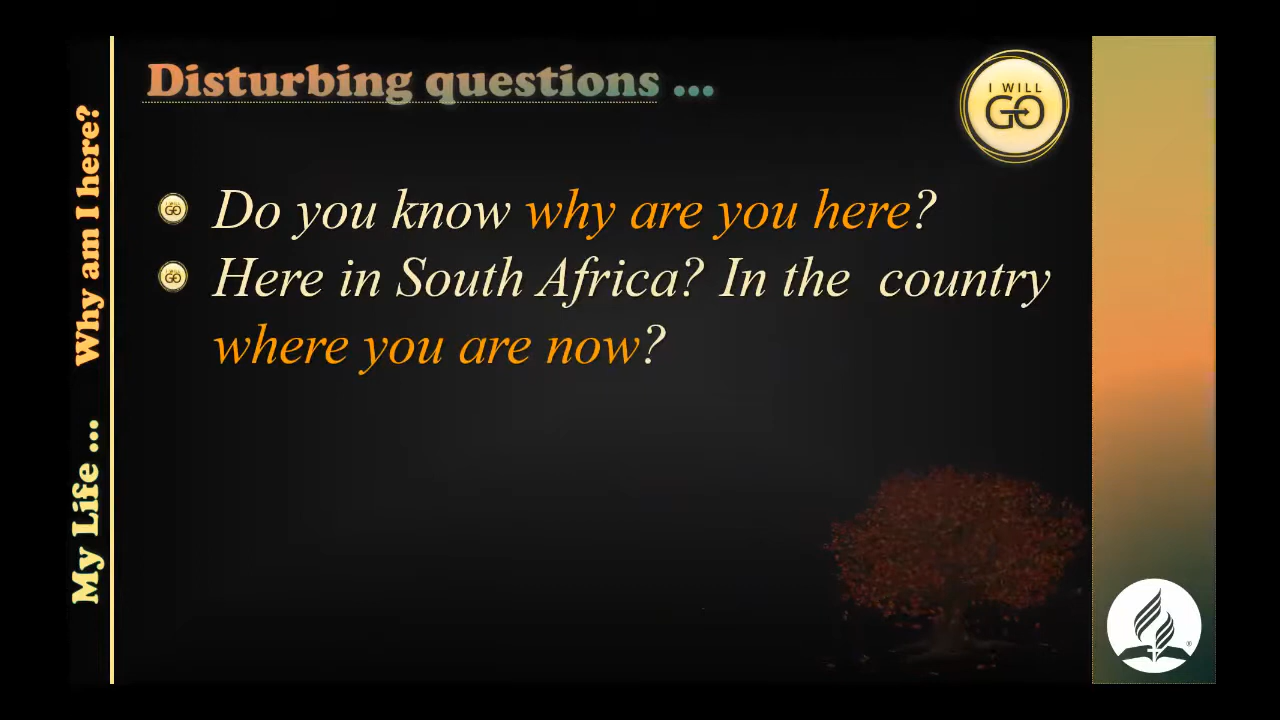 Disturbing questions ...
I WILL
GO
Do you know why are you here?
Here in South Africa? In the  country
where you are now?
My Life ... Why am I here?
®